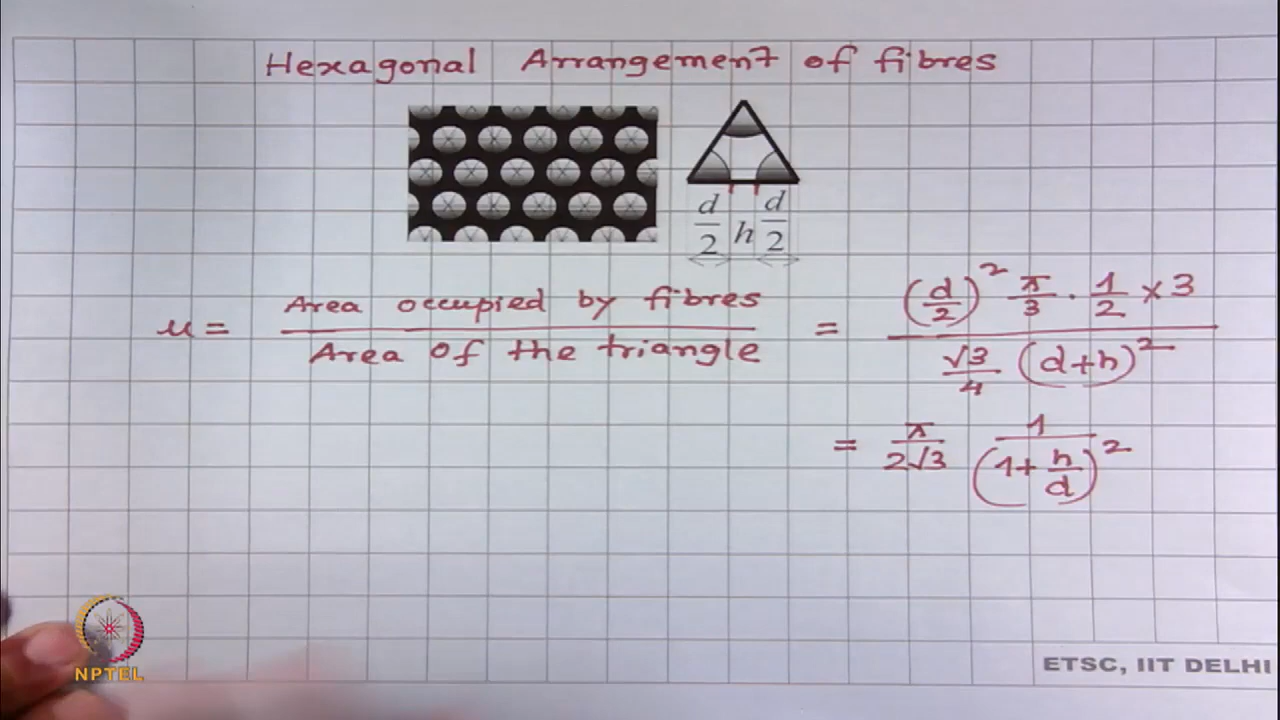 Hexagonal Arrangement of fibres
d/2 h d/2
μ = Area occupied by fibres / Area of the triangle = (d/2)² π/3 · 1/2 × 3 / √3/4 (d+h)²
= π/2√3 1/(1+h/d)²
NPTEL
ETSC, IIT DELHI